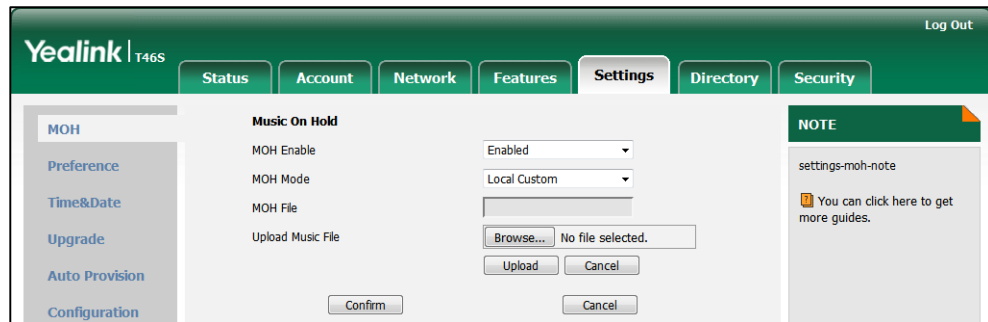 Log Out
Yealink | T46S
Status Account Network Features Settings Directory Security
MOH
Preference
Time&Date
Upgrade
Auto Provision
Configuration
Music On Hold
MOH Enable Enabled
MOH Mode Local Custom
MOH File
Upload Music File Browse... No file selected.
Upload Cancel
Confirm Cancel
NOTE
settings-moh-note
You can click here to get
more guides.